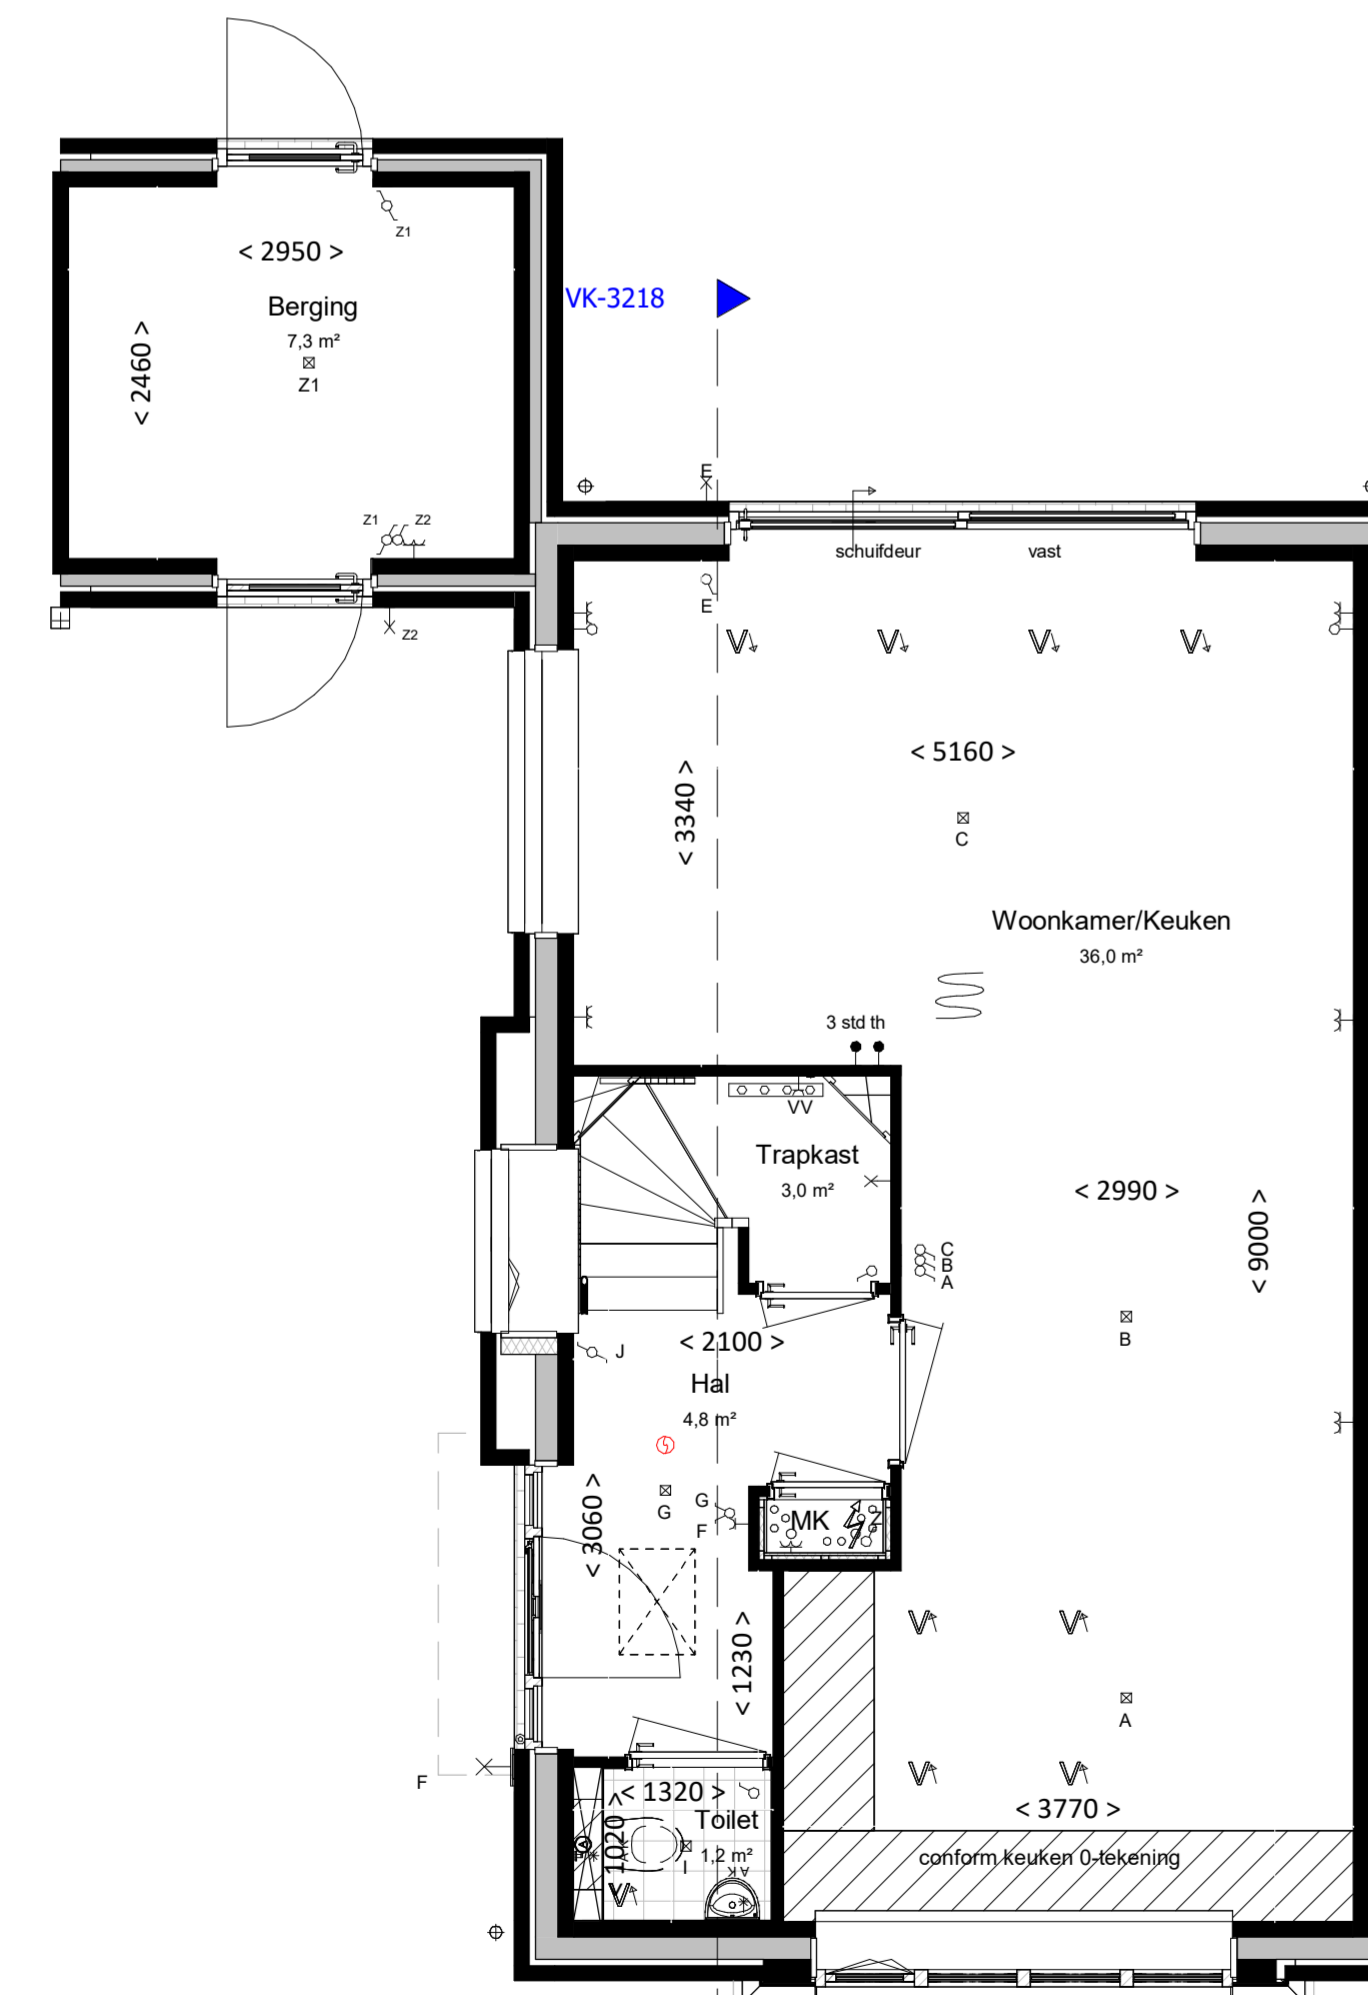 Z1
< 2950 >
Berging
7,3 m²
Z1
< 2460 >
VK-3218
E
Z1
Z2
schuifdeur
vast
E
Z2
V
V
V
V
< 5160 >
< 3340 >
C
Woonkamer/Keuken
36,0 m²
3 std th
VV
Trapkast
3,0 m²
< 2990 >
< 9000 >
C
B
A
B
< 2100 >
J
Hal
4,8 m²
G
G
F
MK
Z
< 3060 >
V
V
< 1230 >
A
F
V
V
< 1320 >
< 3770 >
Toilet
< 1020 >
A
1,2 m²
I
AK
AK
V
conform keuken 0-tekening